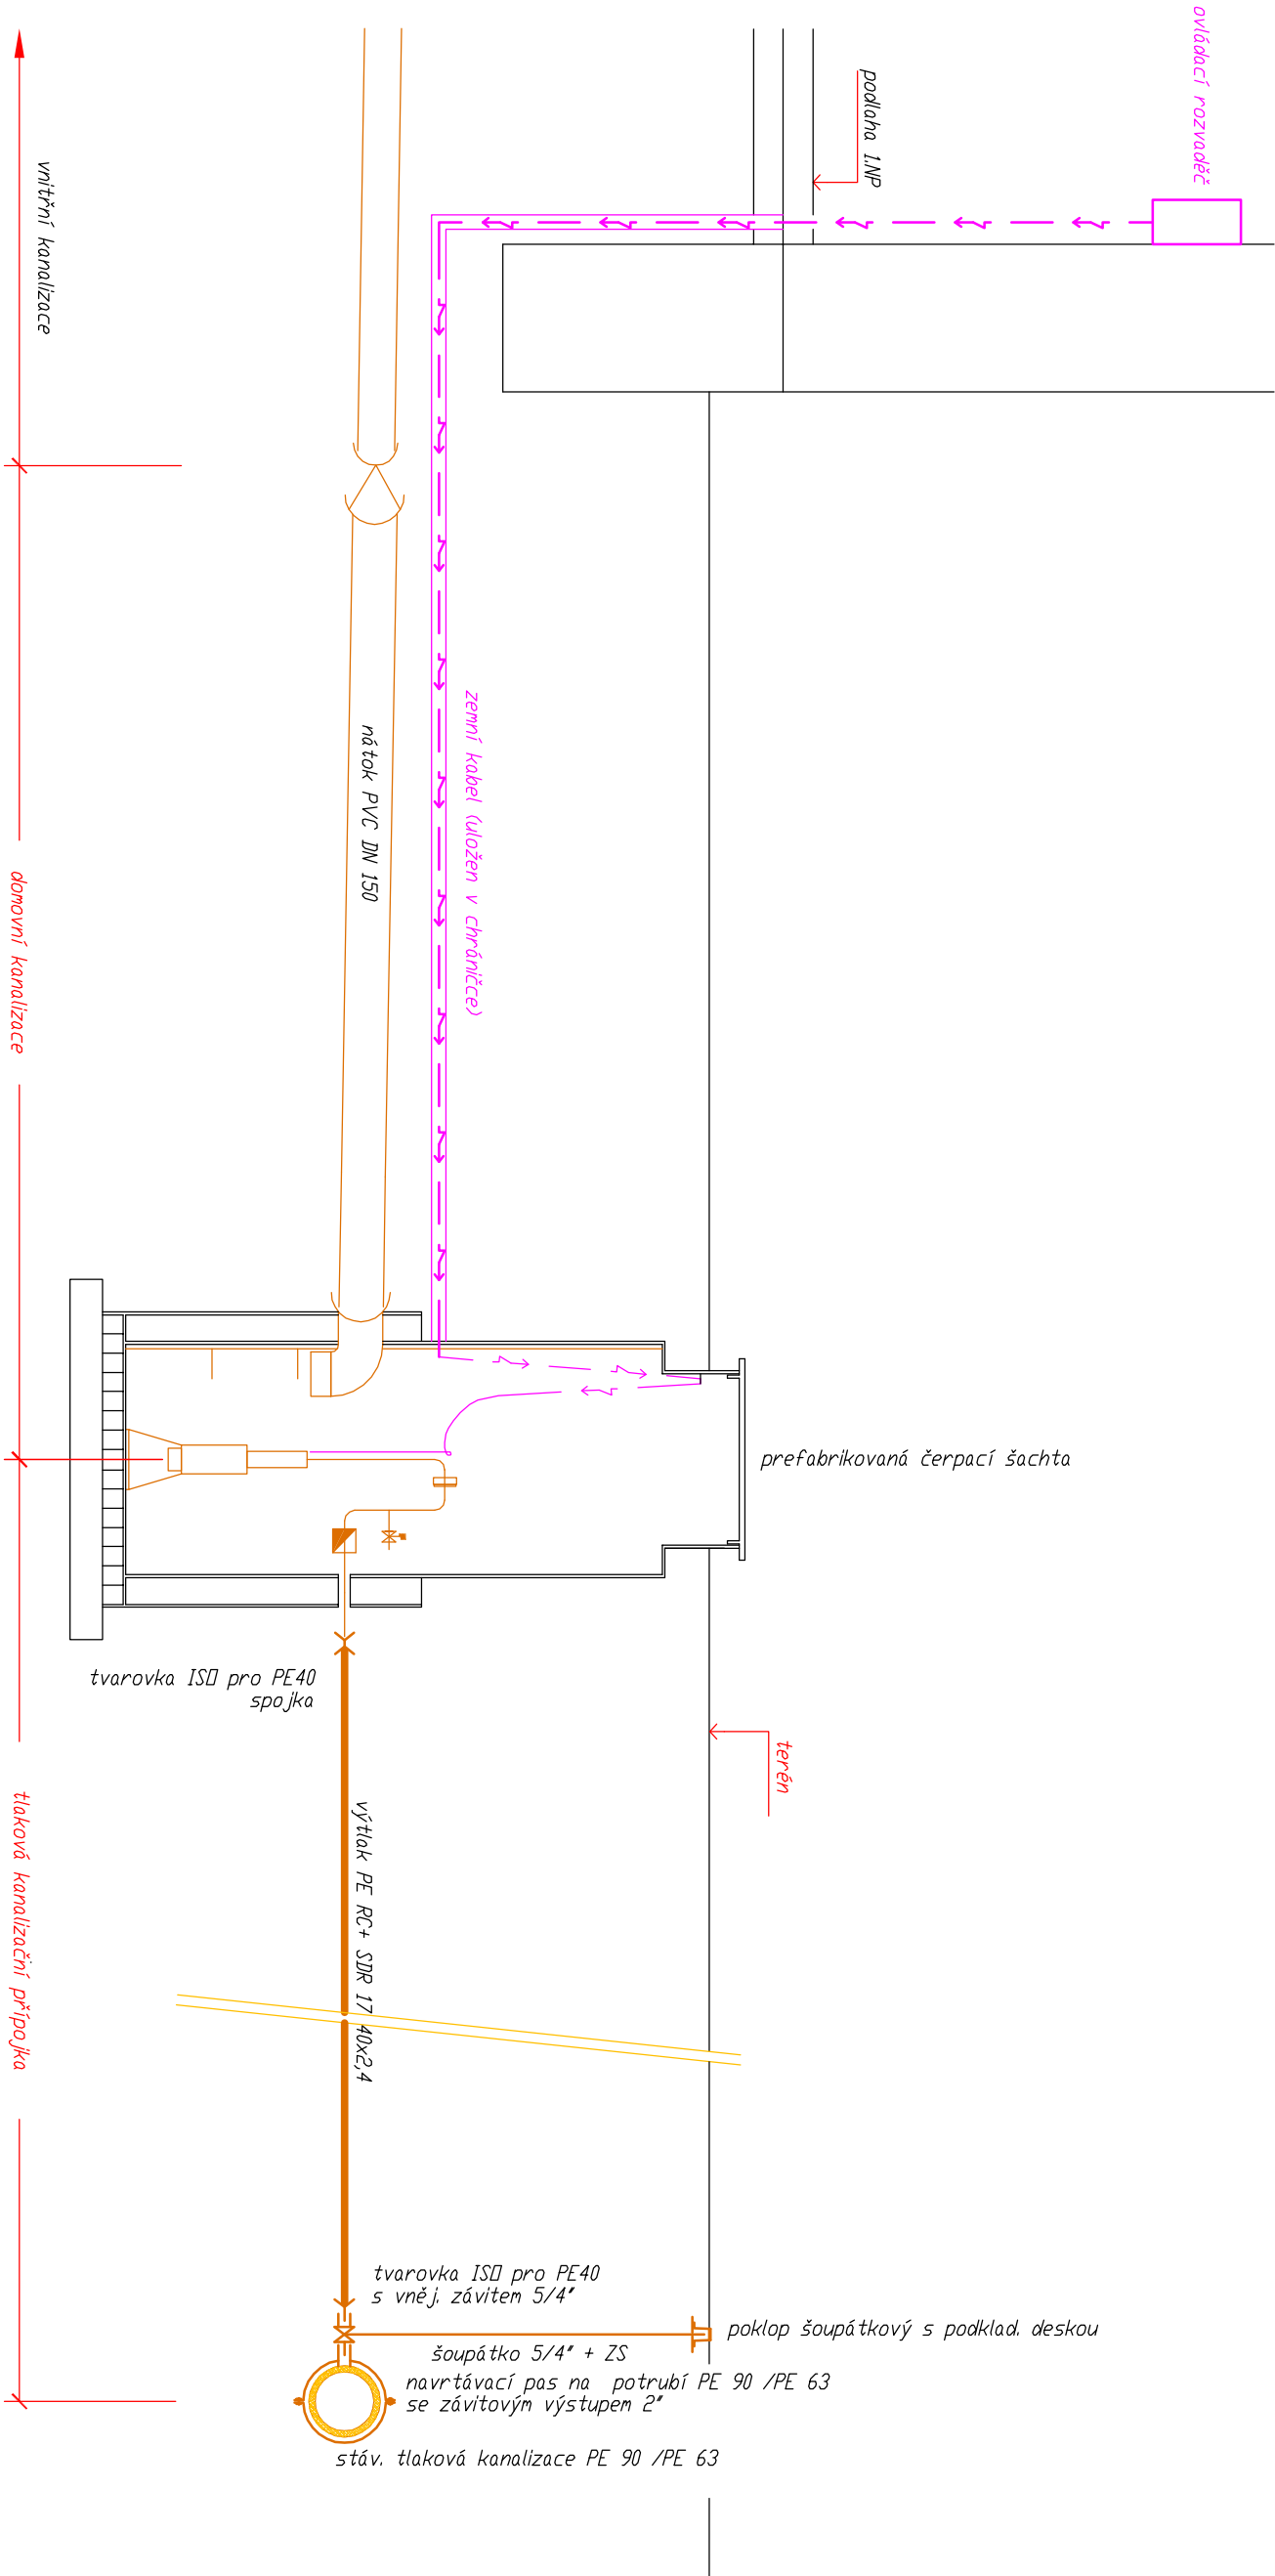 ovládací rozvaděč
podlaha 1.NP
vnitřní kanalizace
zemní kabel (uložen v chráničce)
nátok PVC DN 150
domovní kanalizace
prefabrikovaná čerpací šachta
tvarovka ISO pro PE40
spojka
terén
výtlak PE RC+ SDR 17 40x2,4
tlaková kanalizační přípojka
tvarovka ISO pro PE40
s vněj. závitem 5/4"
poklop šoupátkový s podklad. deskou
šoupátko 5/4" + ZS
navrtávací pas na potrubí PE 90 /PE 63
se závitovým výstupem 2"
stáv. tlaková kanalizace PE 90 /PE 63